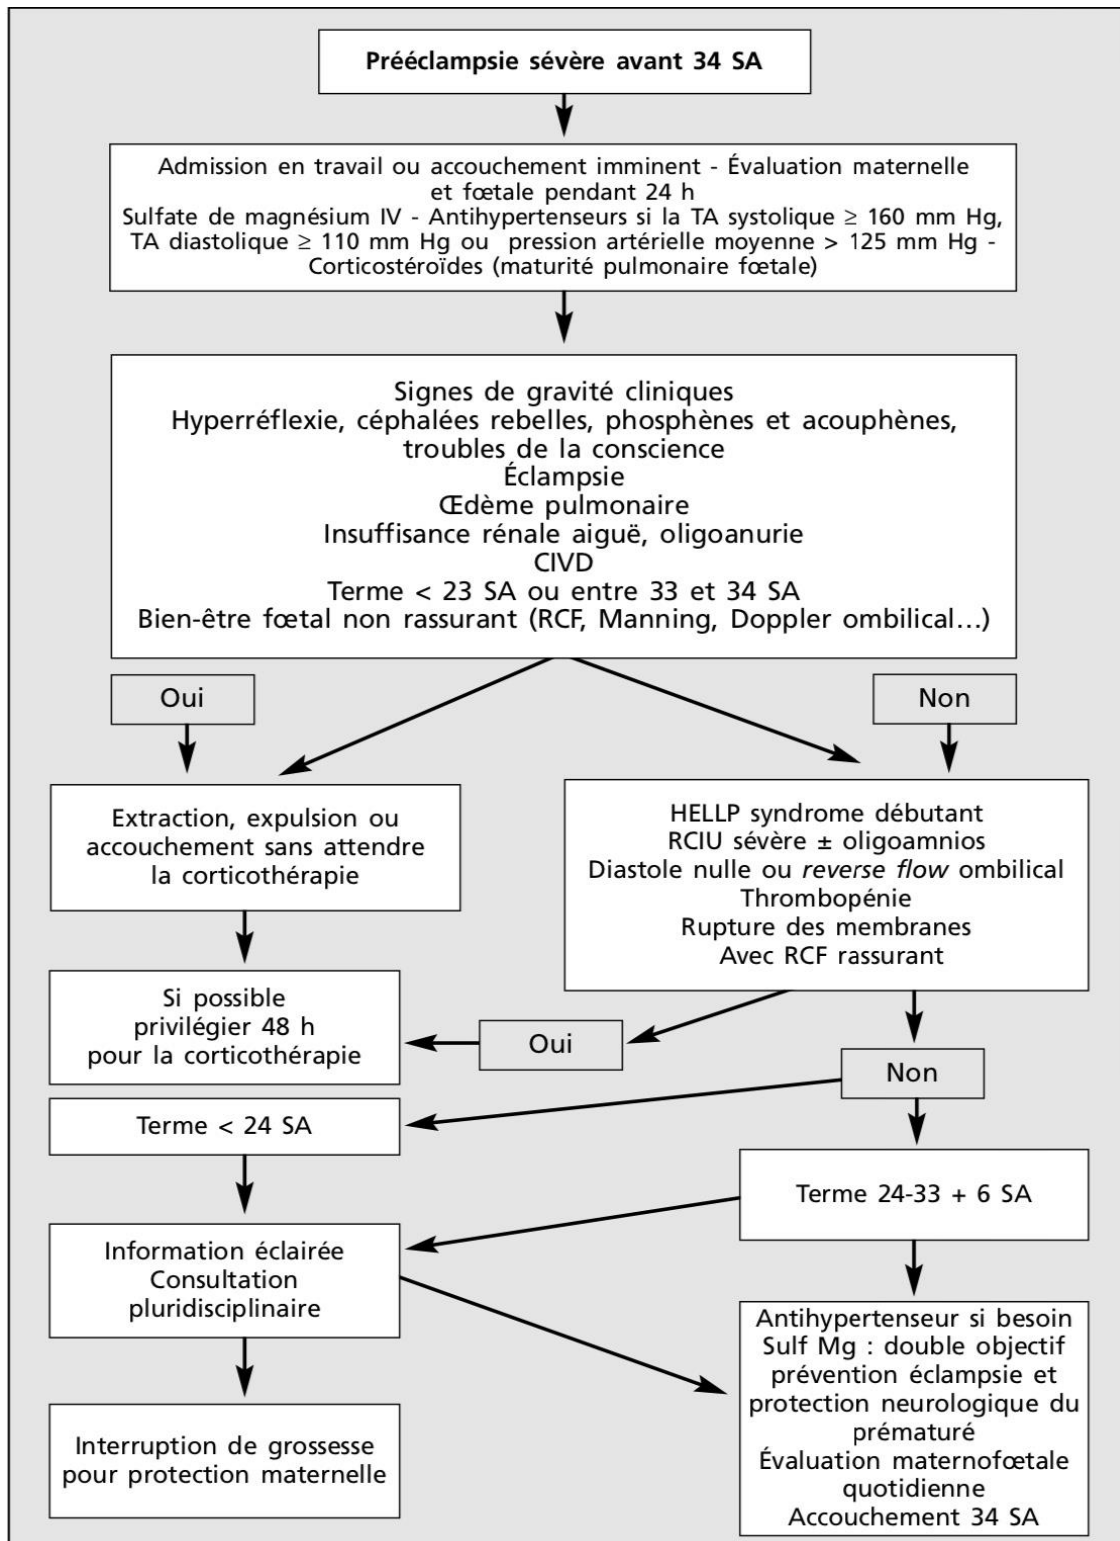 Prééclampsie sévère avant 34 SA
Admission en travail ou accouchement imminent - Évaluation maternelle
et fœtale pendant 24 h
Sulfate de magnésium IV - Antihypertenseurs si la TA systolique ≥ 160 mm Hg,
TA diastolique ≥ 110 mm Hg ou pression artérielle moyenne > 125 mm Hg -
Corticostéroïdes (maturité pulmonaire fœtale)
Signes de gravité cliniques
Hyperréflexie, céphalées rebelles, phosphènes et acouphènes,
troubles de la conscience
Éclampsie
Œdème pulmonaire
Insuffisance rénale aiguë, oligoanurie
CIVD
Terme < 23 SA ou entre 33 et 34 SA
Bien-être fœtal non rassurant (RCF, Manning, Doppler ombilical…)
Oui
Non
Extraction, expulsion ou
accouchement sans attendre
la corticothérapie
HELLP syndrome débutant
RCIU sévère ± oligoamnios
Diastole nulle ou reverse flow ombilical
Thrombopénie
Rupture des membranes
Avec RCF rassurant
Si possible
privilégier 48 h
pour la corticothérapie
Oui
Non
Terme < 24 SA
Terme 24-33 + 6 SA
Information éclairée
Consultation
pluridisciplinaire
Antihypertenseur si besoin
Sulf Mg : double objectif
prévention éclampsie et
protection neurologique du
prématuré
Évaluation maternofœtale
quotidienne
Accouchement 34 SA
Interruption de grossesse
pour protection maternelle